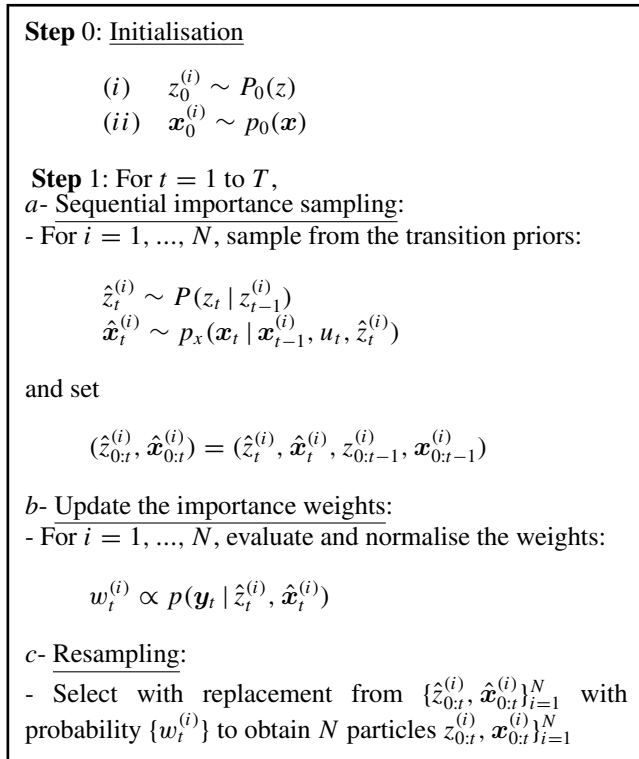 Step 0: Initialisation
(i) z_0^{(i)} ∼ P_0(z)
(ii) 𝒙_0^{(i)} ∼ p_0(𝒙)
Step 1: For t = 1 to T,
a- Sequential importance sampling:
- For i = 1, ..., N, sample from the transition priors:
ẑ_t^{(i)} ∼ P(z_t | z_{t−1}^{(i)})
𝒙̂_t^{(i)} ∼ p_x(𝒙_t | 𝒙_{t−1}^{(i)}, u_t, ẑ_t^{(i)})
and set
(ẑ_{0:t}^{(i)}, 𝒙̂_{0:t}^{(i)}) = (ẑ_t^{(i)}, 𝒙̂_t^{(i)}, z_{0:t−1}^{(i)}, 𝒙_{0:t−1}^{(i)})
b- Update the importance weights:
- For i = 1, ..., N, evaluate and normalise the weights:
w_t^{(i)} ∝ p(𝒚_t | ẑ_t^{(i)}, 𝒙̂_t^{(i)})
c- Resampling:
- Select with replacement from {ẑ_{0:t}^{(i)}, 𝒙̂_{0:t}^{(i)}}_{i=1}^N with
probability {w_t^{(i)}} to obtain N particles z_{0:t}^{(i)}, 𝒙_{0:t}^{(i)}}_{i=1}^N